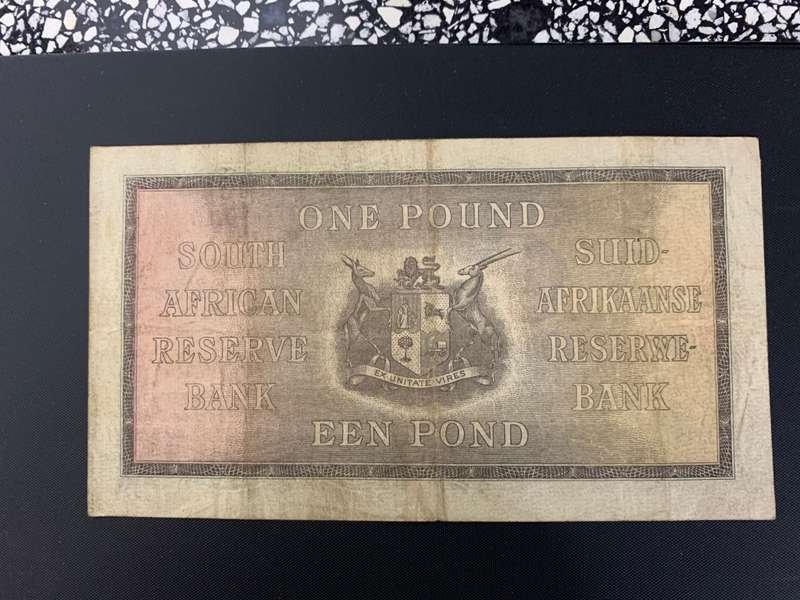 ONE POUND
SOUTH
AFRICAN
RESERVE
BANK
SUID-
AFRIKAANSE
RESERWE-
BANK
EX UNITATE VIRES
EEN POND